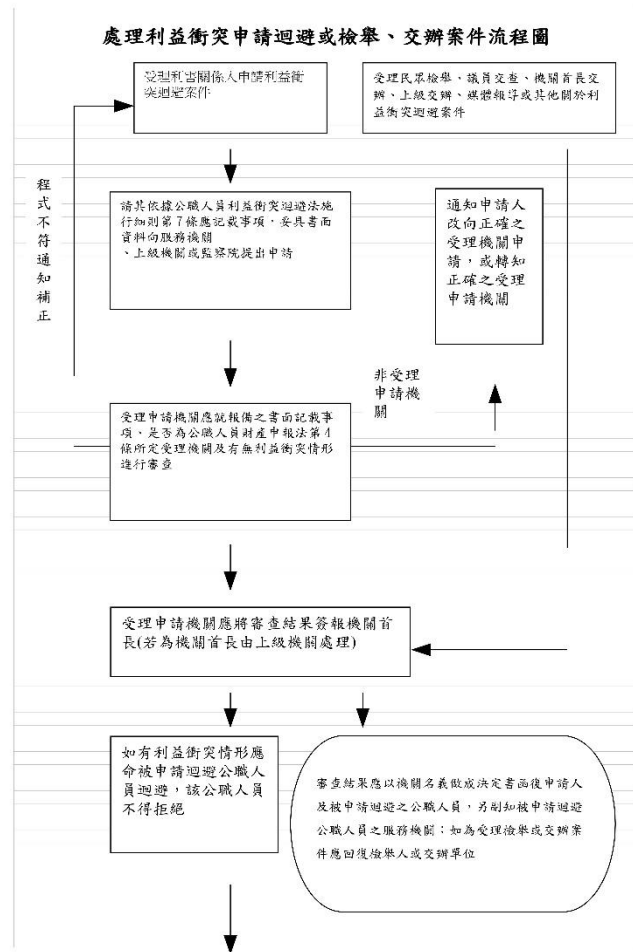 處理利益衝突申請迴避或檢舉、交辦案件流程圖
受理利害關係人申請利益衝
突迴避案件
受理民眾檢舉、議員交查、機關首長交
辦、上級交辦、媒體報導或其他關於利
益衝突迴避案件
程式不符通知補正
請其依據公職人員利益衝突迴避法施
行細則第7條應記載事項，妥具書面
資料向服務機關
、上級機關或監察院提出申請
通知申請人
改向正確之
受理機關申
請，或轉知
正確之受理
申請機關
非受理
申請機
關
受理申請機關應就報備之書面記載事
項，是否為公職人員財產申報法第4
條所定受理機關及有無利益衝突情形
進行審查
受理申請機關應將審查結果簽報機關首
長(若為機關首長由上級機關處理)
如有利益衝突情形應
命被申請迴避公職人
員迴避，該公職人員
不得拒絕
審查結果應以機關名義做成決定書函復申請人
及被申請迴避之公職人員，另副知被申請迴避
公職人員之服務機關；如為受理檢舉或交辦案
件應回復檢舉人或交辦單位